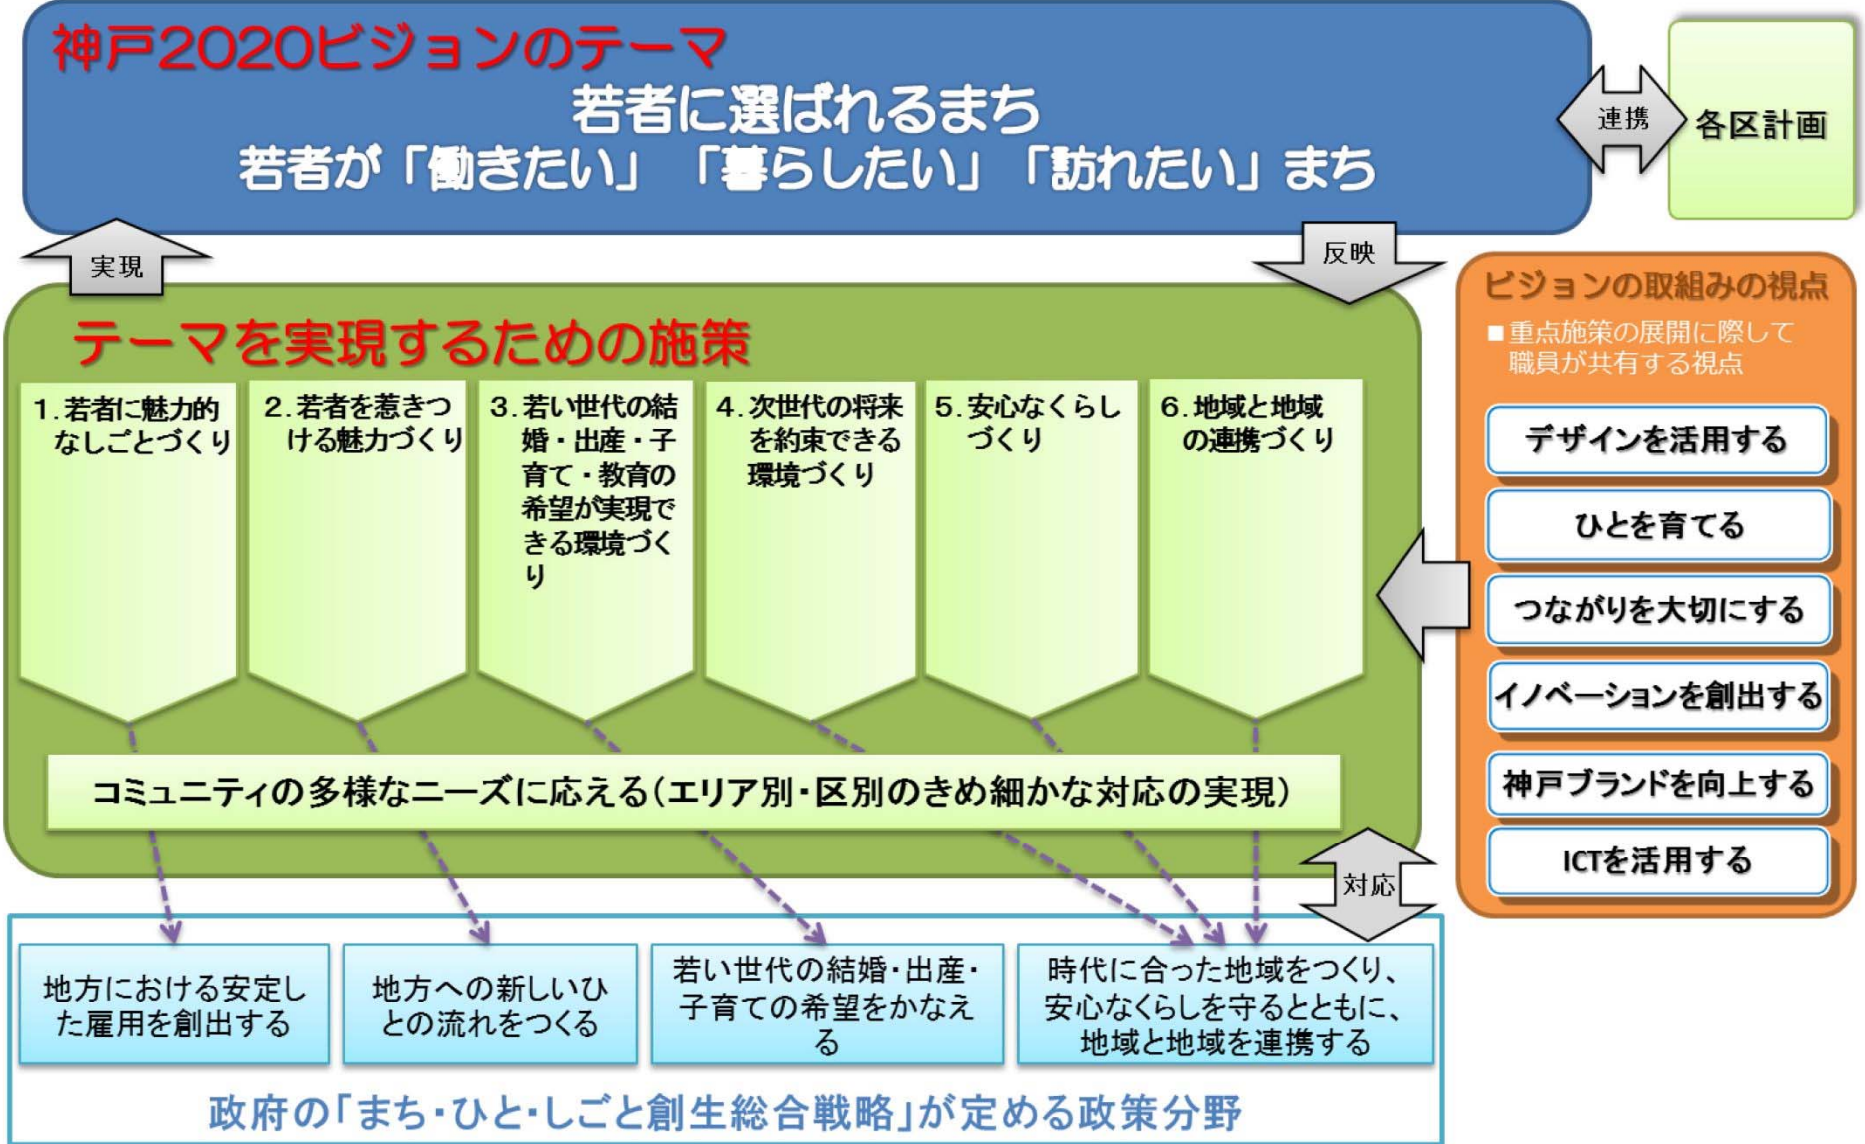 神戸2020ビジョンのテーマ
若者に選ばれるまち
若者が「働きたい」「暮らしたい」「訪れたい」まち
連携
各区計画
実現
反映
テーマを実現するための施策
1.若者に魅力的
なしごとづくり
2.若者を惹きつ
ける魅力づくり
3.若い世代の結
婚・出産・子
育て・教育の
希望が実現で
きる環境づく
り
4.次世代の将来
を約束できる
環境づくり
5.安心なくらし
づくり
6.地域と地域
の連携づくり
コミュニティの多様なニーズに応える(エリア別・区別のきめ細かな対応の実現)
ビジョンの取組みの視点
■重点施策の展開に際して
職員が共有する視点
デザインを活用する
ひとを育てる
つながりを大切にする
イノベーションを創出する
神戸ブランドを向上する
ICTを活用する
対応
地方における安定し
た雇用を創出する
地方への新しいひ
との流れをつくる
若い世代の結婚・出産・
子育ての希望をかなえ
る
時代に合った地域をつくり、
安心なくらしを守るとともに、
地域と地域を連携する
政府の「まち・ひと・しごと創生総合戦略」が定める政策分野